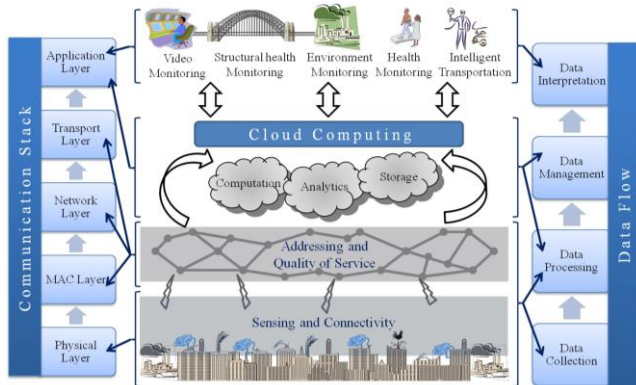 Communication Stack
Application
Layer
Transport
Layer
Network
Layer
MAC Layer
Physical
Layer
Video
Monitoring
Structural health
Monitoring
Environment
Monitoring
Health
Monitoring
Intelligent
Transportation
Cloud Computing
Computation
Analytics
Storage
Addressing and
Quality of Service
Sensing and Connectivity
Data
Interpretation
Data
Management
Data
Processing
Data
Collection
Data Flow